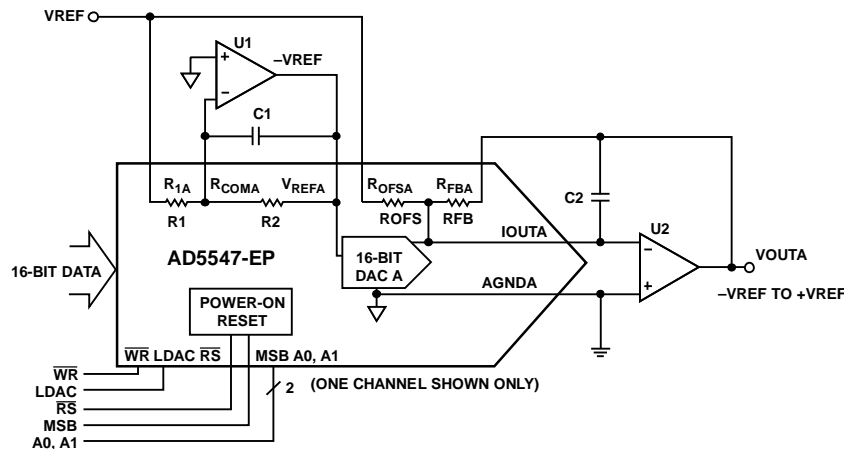 VREF
U1
–VREF
C1
R1A
RCOMA
VREFA
ROFSA
RFBA
R1
R2
ROFS
RFB
C2
U2
16-BIT DATA
AD5547-EP
16-BIT
DAC A
IOUTA
AGNDA
VOUTA
–VREF TO +VREF
POWER-ON
RESET
WR LDAC RS MSB A0, A1
WR
LDAC
RS
MSB
A0, A1
2
(ONE CHANNEL SHOWN ONLY)
+
−
−
+